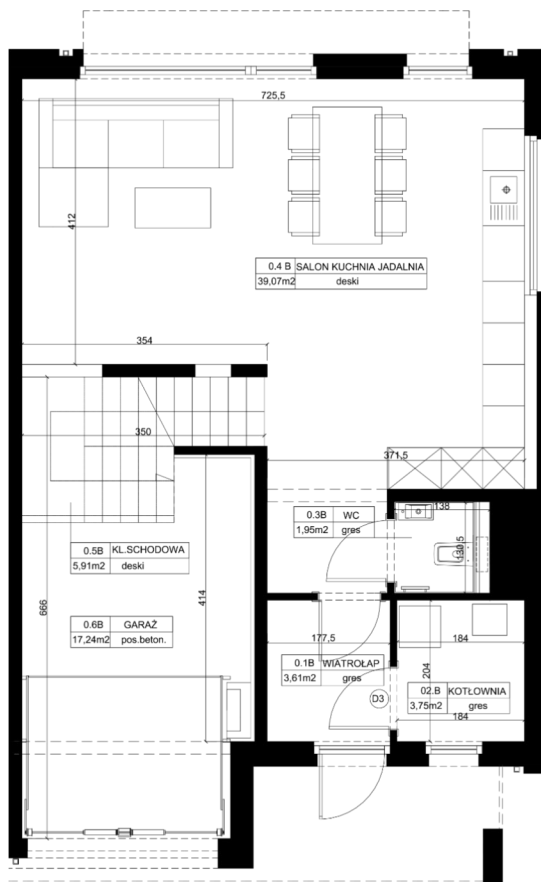 725,5
412
0.4 B SALON KUCHNIA JADALNIA
39,07m2 deski
354
350
371,5
138
0.3B WC
1,95m2 gres
130,5
0.5B KL.SCHODOWA
5,91m2 deski
414
666
0.6B GARAŻ
17,24m2 pos.beton.
177,5
184
0.1B WIATROŁAP
3,61m2 gres
204
D3
02.B KOTŁOWNIA
3,75m2 gres
184